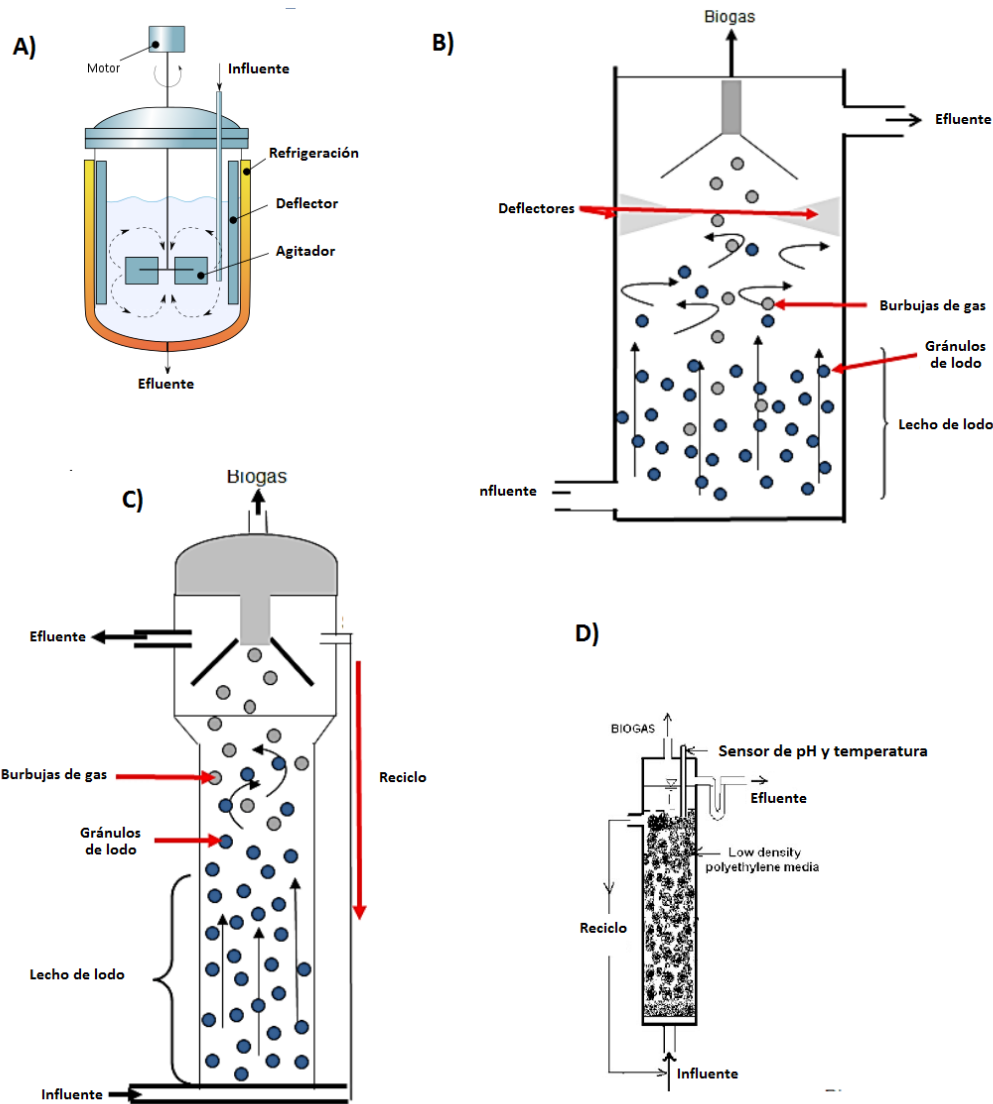 A)
Motor
Influente
Refrigeración
Deflector
Agitador
Efluente
B)
Biogas
Efluente
Deflectores
Burbujas de gas
Gránulos
de lodo
Lecho de lodo
nfluente
C)
Biogas
Efluente
Burbujas de gas
Reciclo
Gránulos
de lodo
Lecho de lodo
Influente
D)
BIOGAS
Sensor de pH y temperatura
Efluente
Low density
polyethylene media
Reciclo
Influente